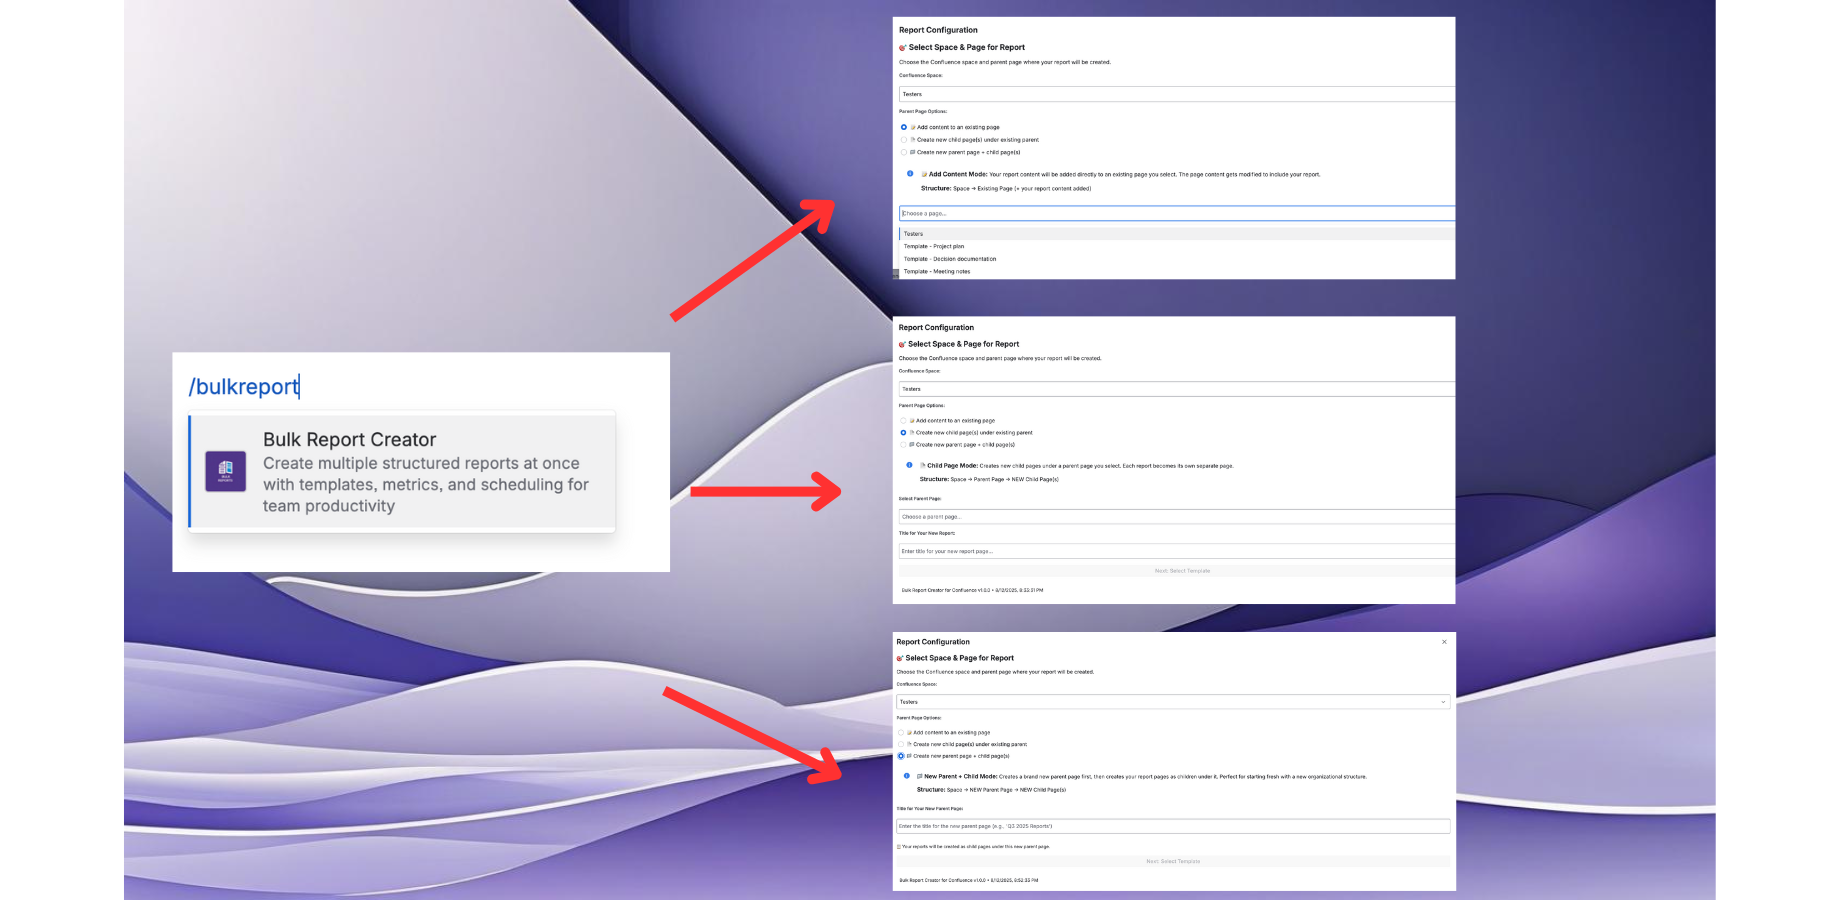 /bulkreport
Bulk Report Creator
Create multiple structured reports at once
with templates, metrics, and scheduling for
team productivity
BULK
REPORTS
Report Configuration
Select Space & Page for Report
Choose the Confluence space and parent page where your report will be created.
Confluence Space:
Testers
Parent Page Options:
Add content to an existing page
Create new child page(s) under existing parent
Create new parent page + child page(s)
Add Content Mode: Your report content will be added directly to an existing page you select. The page content gets modified to include your report.
Structure: Space → Existing Page (+ your report content added)
Choose a page...
Testers
Template - Project plan
Template - Decision documentation
Template - Meeting notes
Report Configuration
Select Space & Page for Report
Choose the Confluence space and parent page where your report will be created.
Confluence Space:
Testers
Parent Page Options:
Add content to an existing page
Create new child page(s) under existing parent
Create new parent page + child page(s)
Child Page Mode: Creates new child pages under a parent page you select. Each report becomes its own separate page.
Structure: Space → Parent Page → NEW Child Page(s)
Select Parent Page:
Choose a parent page...
Title for Your New Report:
Enter title for your new report page...
Next: Select Template
Bulk Report Creator for Confluence v1.0.0 • 8/12/2025, 8:53:31 PM
Report Configuration
Select Space & Page for Report
Choose the Confluence space and parent page where your report will be created.
Confluence Space:
Testers
Parent Page Options:
Add content to an existing page
Create new child page(s) under existing parent
Create new parent page + child page(s)
New Parent + Child Mode: Creates a brand new parent page first, then creates your report pages as children under it. Perfect for starting fresh with a new organizational structure.
Structure: Space → NEW Parent Page → NEW Child Page(s)
Title for Your New Parent Page:
Enter the title for the new parent page (e.g., 'Q3 2025 Reports')
Your reports will be created as child pages under this new parent page.
Next: Select Template
Bulk Report Creator for Confluence v1.0.0 • 8/12/2025, 8:52:35 PM